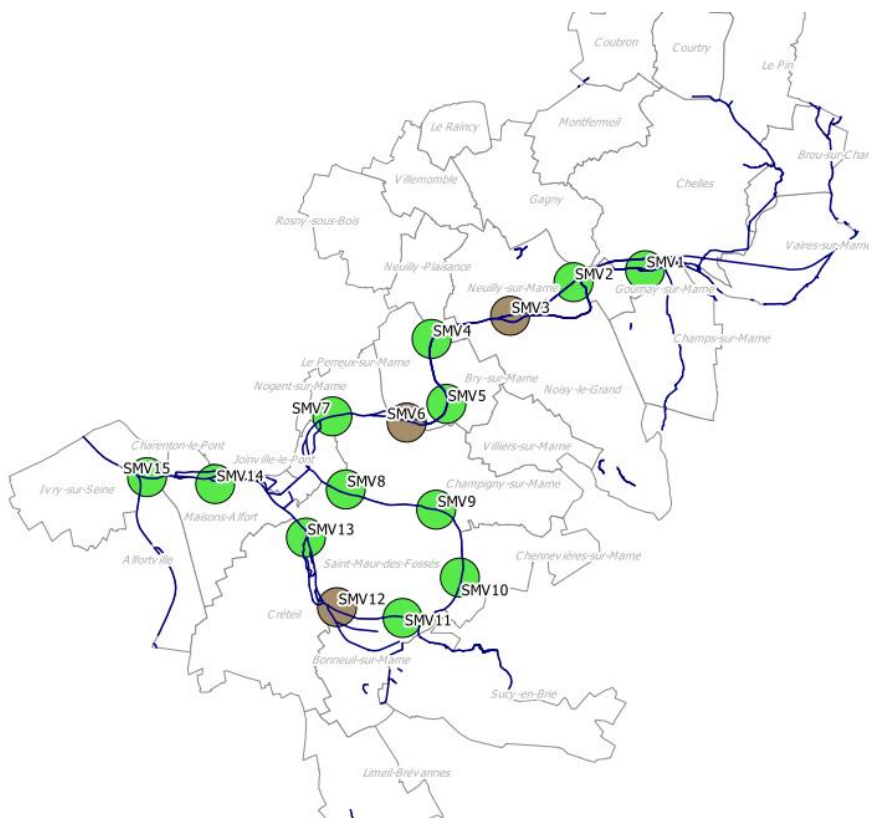 Coubron
Courtry
Le Pin
Le Raincy
Montfermeil
Brou-sur-Chan
Villemomble
Chelles
Gagny
Rosny-sous-Bois
Vaires-sur-Marne
Neuilly-Plaisance
SMV1
SMV2
Neuilly-sur-Marne
Gournay-sur-Marne
SMV3
SMV4
Champs-sur-Marne
Le Perreux-sur-Marne
Bry-sur-Marne
Nogent-sur-Marne
Noisy-le-Grand
SMV5
SMV7
SMV6
Charenton-le-Pont
Villiers-sur-Marne
Joinville-le-Pont
SMV15
SMV14
SMV8
Champigny-sur-Marne
Ivry-sur-Seine
SMV9
Maisons-Alfort
SMV13
Chennevières-sur-Marne
Alfortville
Saint-Maur-des-Fossés
SMV10
SMV12
Créteil
SMV11
Bonneuil-sur-Marne
Sucy-en-Brie
Limeil-Brévannes